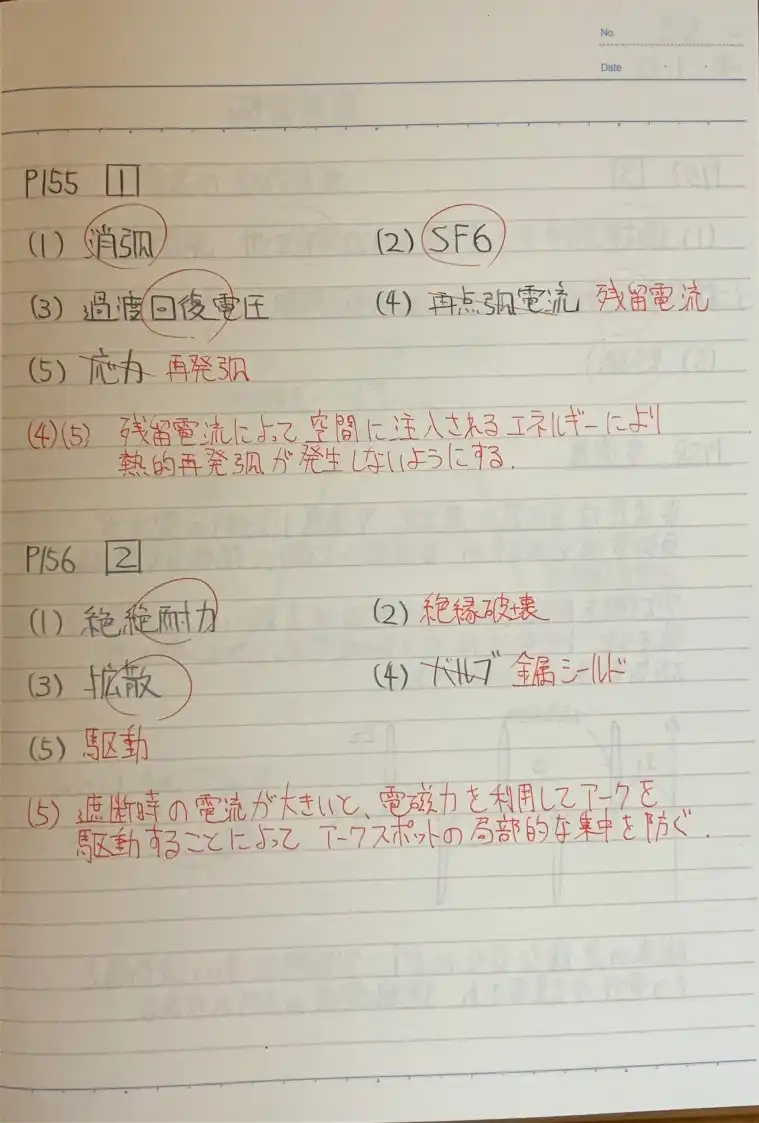 No.
Date
P155 1
(1) 消弧 (2) SF6
(3) 過渡回復電圧 (4) 再点弧電流 残留電流
(5) 応力 再発弧
(4)(5) 残留電流によって空間に注入されるエネルギーにより
熱的再発弧が発生しないようにする.
P156 2
(1) 絶縁耐力 (2) 絶縁破壊
(3) 拡散 (4) バルブ 金属シールド
(5) 駆動
(5) 遮断時の電流が大きいと、電磁力を利用してアークを
駆動することによって アークスポットの局部的な集中を防ぐ.